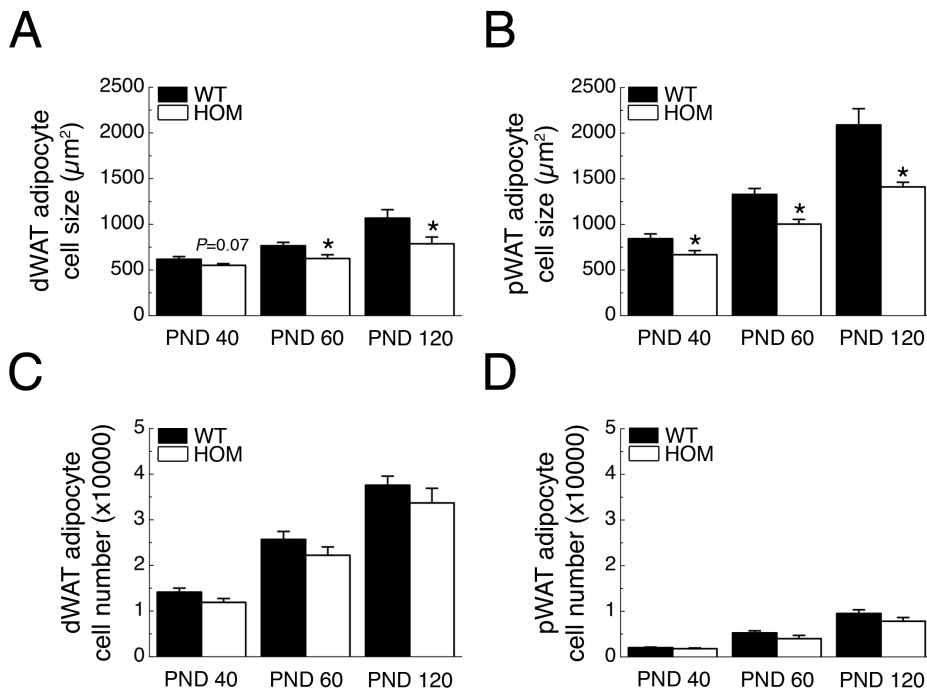 A
dWAT adipocyte
cell size (µm²)
2500
2000
1500
1000
500
0
WT
HOM
P=0.07
*
*
PND 40
PND 60
PND 120
B
pWAT adipocyte
cell size (µm²)
2500
2000
1500
1000
500
0
WT
HOM
*
*
*
PND 40
PND 60
PND 120
C
dWAT adipocyte
cell number (x10000)
5
4
3
2
1
0
WT
HOM
PND 40
PND 60
PND 120
D
pWAT adipocyte
cell number (x10000)
5
4
3
2
1
0
WT
HOM
PND 40
PND 60
PND 120